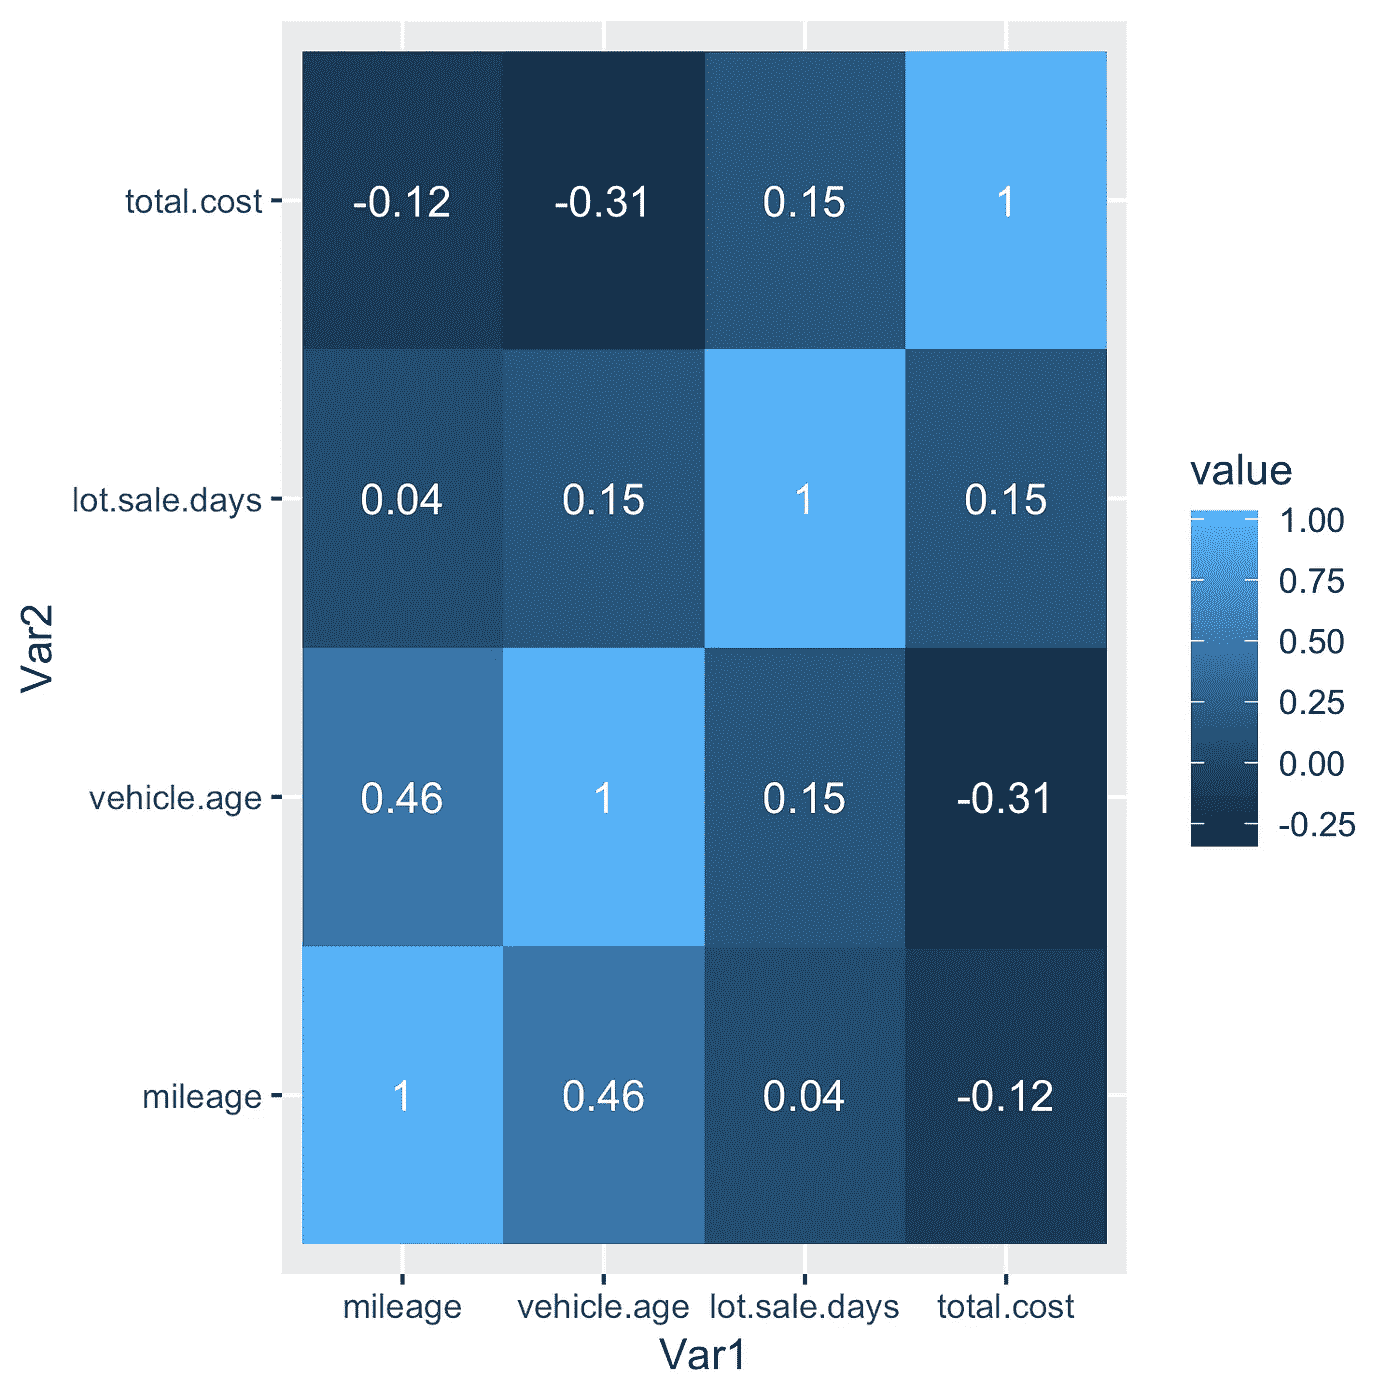 total.cost -0.12 -0.31 0.15 1
lot.sale.days 0.04 0.15 1 0.15
vehicle.age 0.46 1 0.15 -0.31
mileage 1 0.46 0.04 -0.12
mileage vehicle.age lot.sale.days total.cost
Var1
Var2
value
1.00
0.75
0.50
0.25
0.00
-0.25